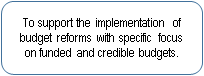 To support the implementation of
budget reforms with specific focus
on funded and credible budgets.